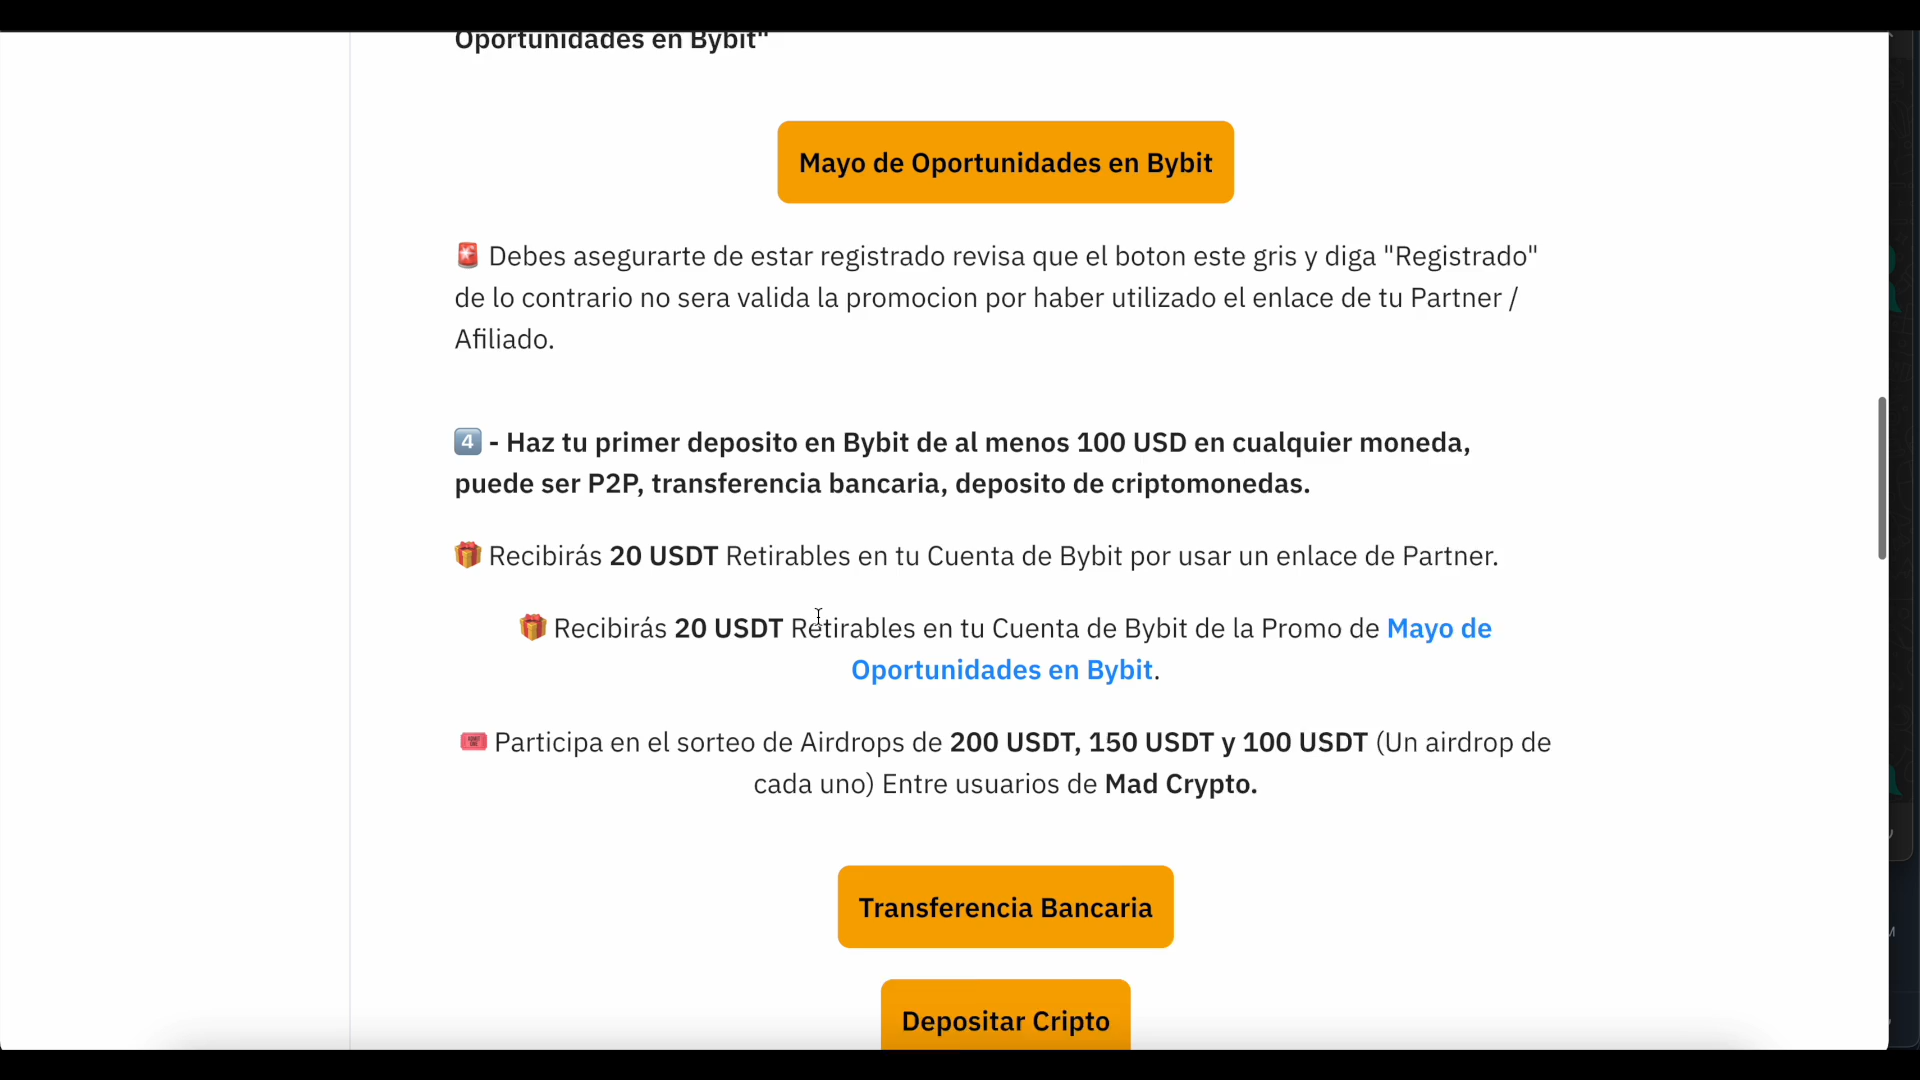 Oportunidades en Bybit"
Mayo de Oportunidades en Bybit
🚨 Debes asegurarte de estar registrado revisa que el boton este gris y diga "Registrado"
de lo contrario no sera valida la promocion por haber utilizado el enlace de tu Partner /
Afiliado.
4️⃣ - Haz tu primer deposito en Bybit de al menos 100 USD en cualquier moneda,
puede ser P2P, transferencia bancaria, deposito de criptomonedas.
🎁 Recibirás 20 USDT Retirables en tu Cuenta de Bybit por usar un enlace de Partner.
🎁 Recibirás 20 USDT Retirables en tu Cuenta de Bybit de la Promo de Mayo de
Oportunidades en Bybit.
🎟️ Participa en el sorteo de Airdrops de 200 USDT, 150 USDT y 100 USDT (Un airdrop de
cada uno) Entre usuarios de Mad Crypto.
Transferencia Bancaria
Depositar Cripto